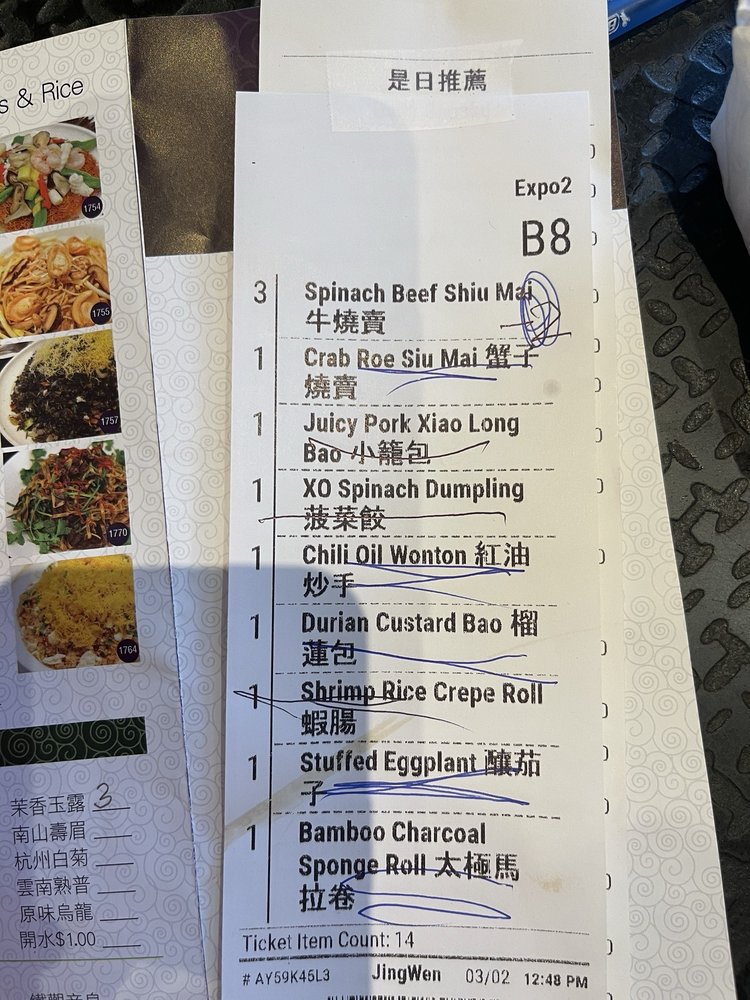 s & Rice
1754
1755
1757
1770
1764
茉香玉露 3
南山壽眉
杭州白菊
雲南熟普
原味烏龍
開水$1.00
是日推薦
Expo2
B8
3 Spinach Beef Shiu Mai
牛燒賣
1 Crab Roe Siu Mai 蟹子
燒賣
1 Juicy Pork Xiao Long
Bao 小籠包
1 XO Spinach Dumpling
菠菜餃
1 Chili Oil Wonton 紅油
炒手
1 Durian Custard Bao 榴
蓮包
1 Shrimp Rice Crepe Roll
蝦腸
1 Stuffed Eggplant 釀茄
子
1 Bamboo Charcoal
Sponge Roll 太極馬
拉卷
Ticket Item Count: 14
# AY59K45L3 JingWen 03/02 12:48 PM